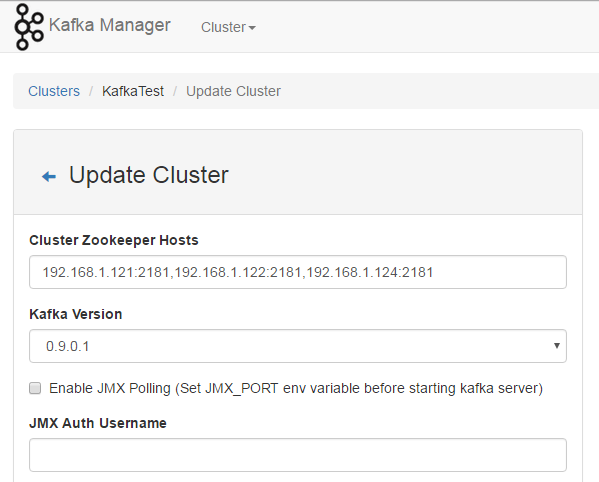 Kafka Manager Cluster
Clusters / KafkaTest / Update Cluster
Update Cluster
Cluster Zookeeper Hosts
192.168.1.121:2181,192.168.1.122:2181,192.168.1.124:2181
Kafka Version
0.9.0.1
Enable JMX Polling (Set JMX_PORT env variable before starting kafka server)
JMX Auth Username